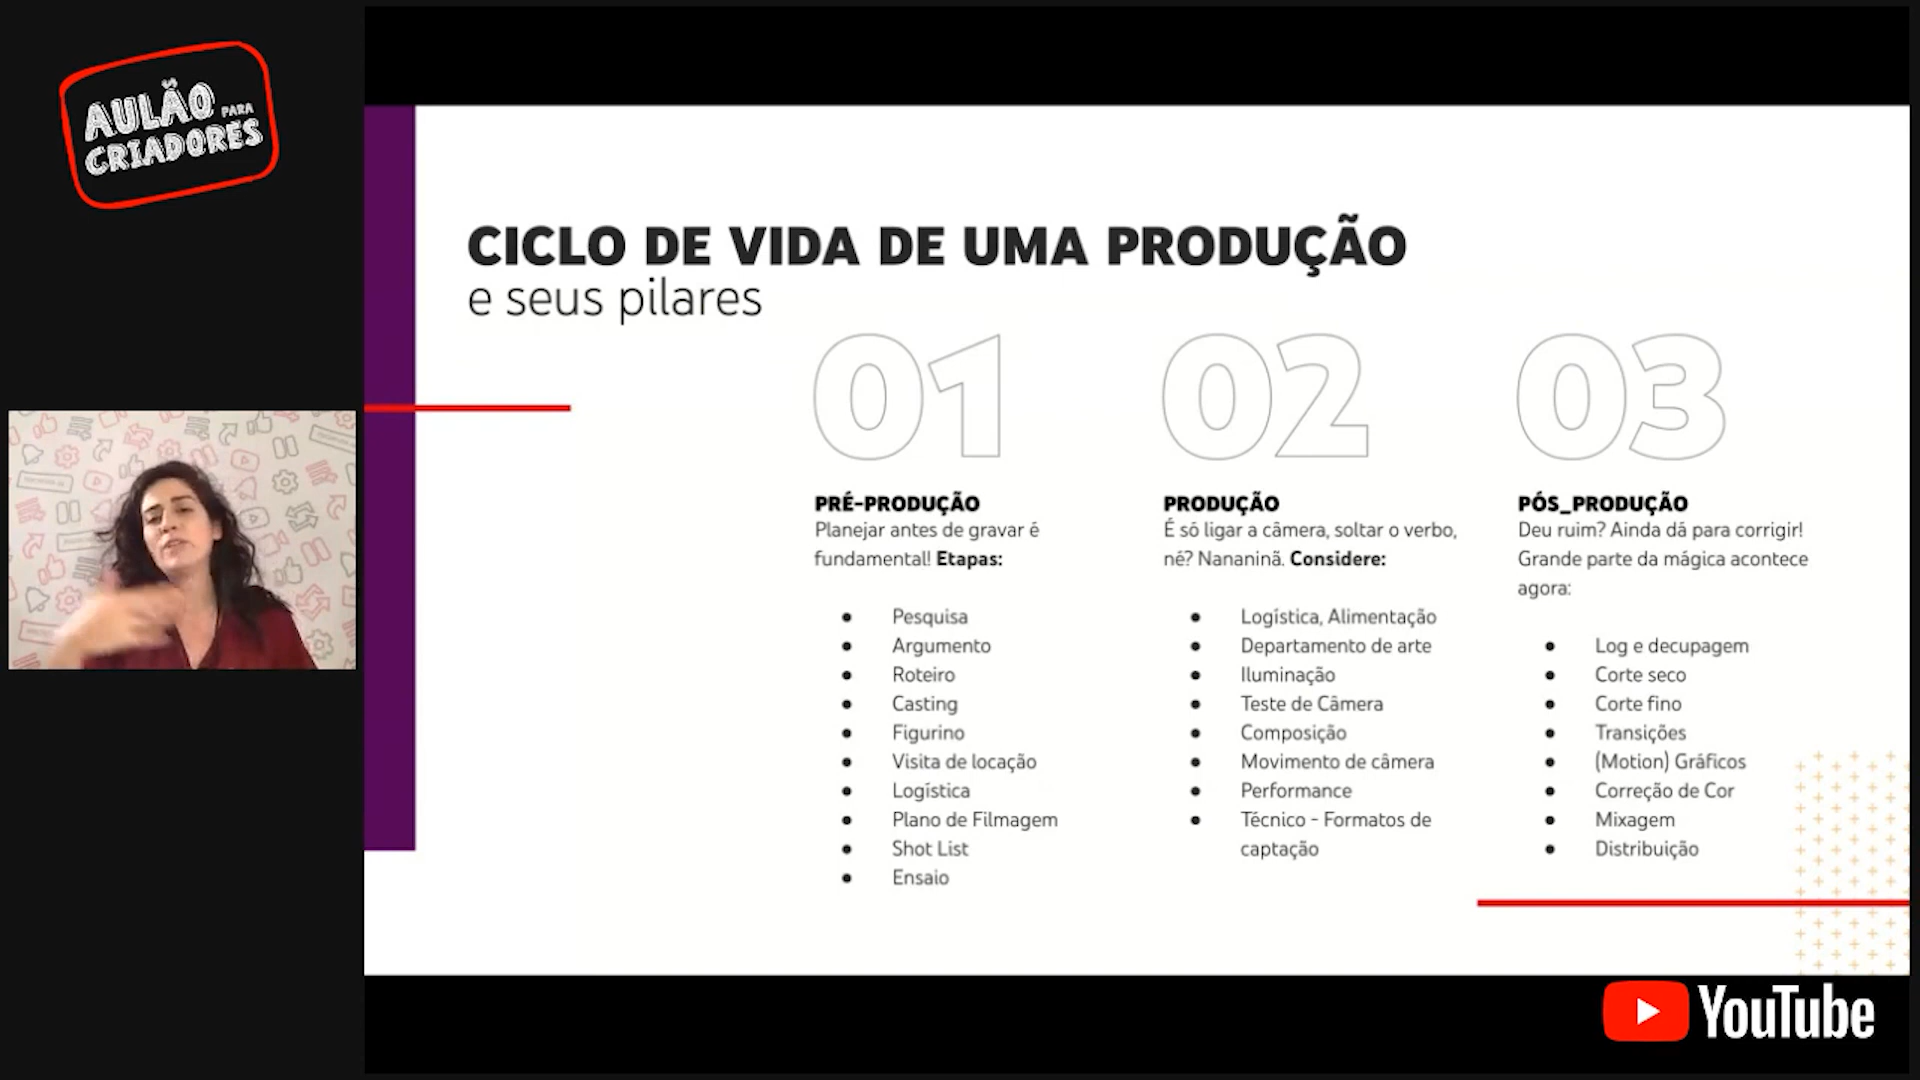 AULÃO PARA
CRIADORES
CICLO DE VIDA DE UMA PRODUÇÃO
e seus pilares
01
PRÉ-PRODUÇÃO
Planejar antes de gravar é
fundamental! Etapas:
● Pesquisa
● Argumento
● Roteiro
● Casting
● Figurino
● Visita de locação
● Logística
● Plano de Filmagem
● Shot List
● Ensaio
02
PRODUÇÃO
É só ligar a câmera, soltar o verbo,
né? Nananinã. Considere:
● Logística, Alimentação
● Departamento de arte
● Iluminação
● Teste de Câmera
● Composição
● Movimento de câmera
● Performance
● Técnico - Formatos de
captação
03
PÓS_PRODUÇÃO
Deu ruim? Ainda dá para corrigir!
Grande parte da mágica acontece
agora:
● Log e decupagem
● Corte seco
● Corte fino
● Transições
● (Motion) Gráficos
● Correção de Cor
● Mixagem
● Distribuição
YouTube